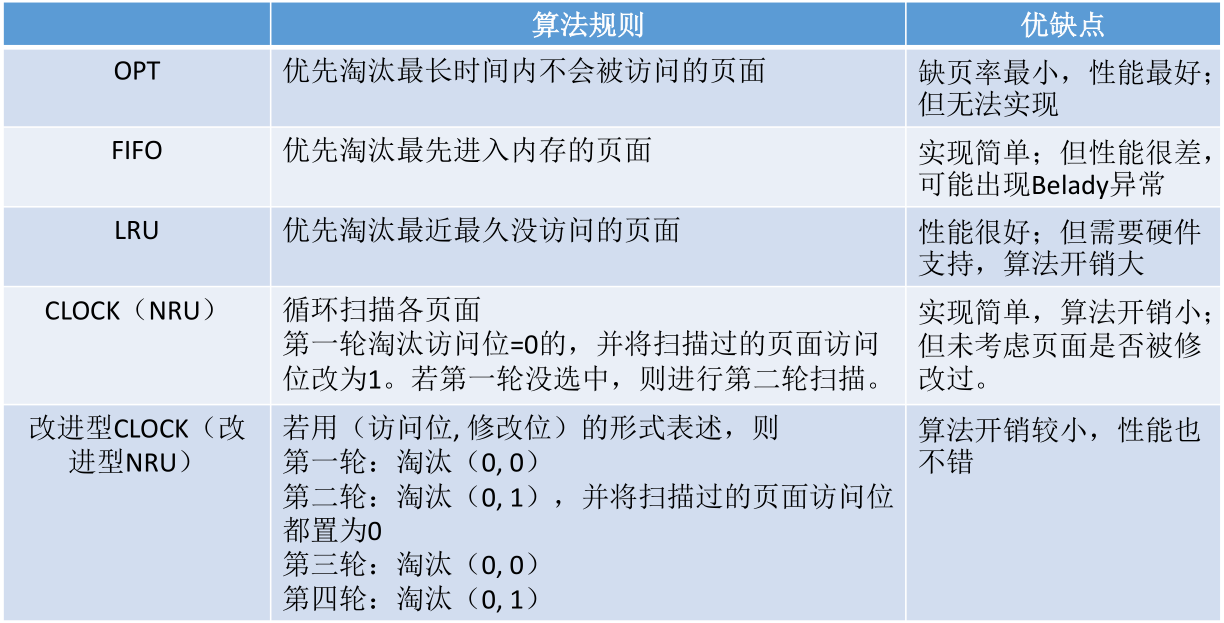 算法规则
优缺点
OPT
优先淘汰最长时间内不会被访问的页面
缺页率最小，性能最好；
但无法实现
FIFO
优先淘汰最先进入内存的页面
实现简单；但性能很差，
可能出现Belady异常
LRU
优先淘汰最近最久没访问的页面
性能很好；但需要硬件
支持，算法开销大
CLOCK（NRU）
循环扫描各页面
第一轮淘汰访问位=0的，并将扫描过的页面访问
位改为1。若第一轮没选中，则进行第二轮扫描。
实现简单，算法开销小；
但未考虑页面是否被修
改过。
改进型CLOCK（改
进型NRU）
若用（访问位, 修改位）的形式表述，则
第一轮：淘汰（0, 0）
第二轮：淘汰（0, 1），并将扫描过的页面访问位
都置为0
第三轮：淘汰（0, 0）
第四轮：淘汰（0, 1）
算法开销较小，性能也
不错